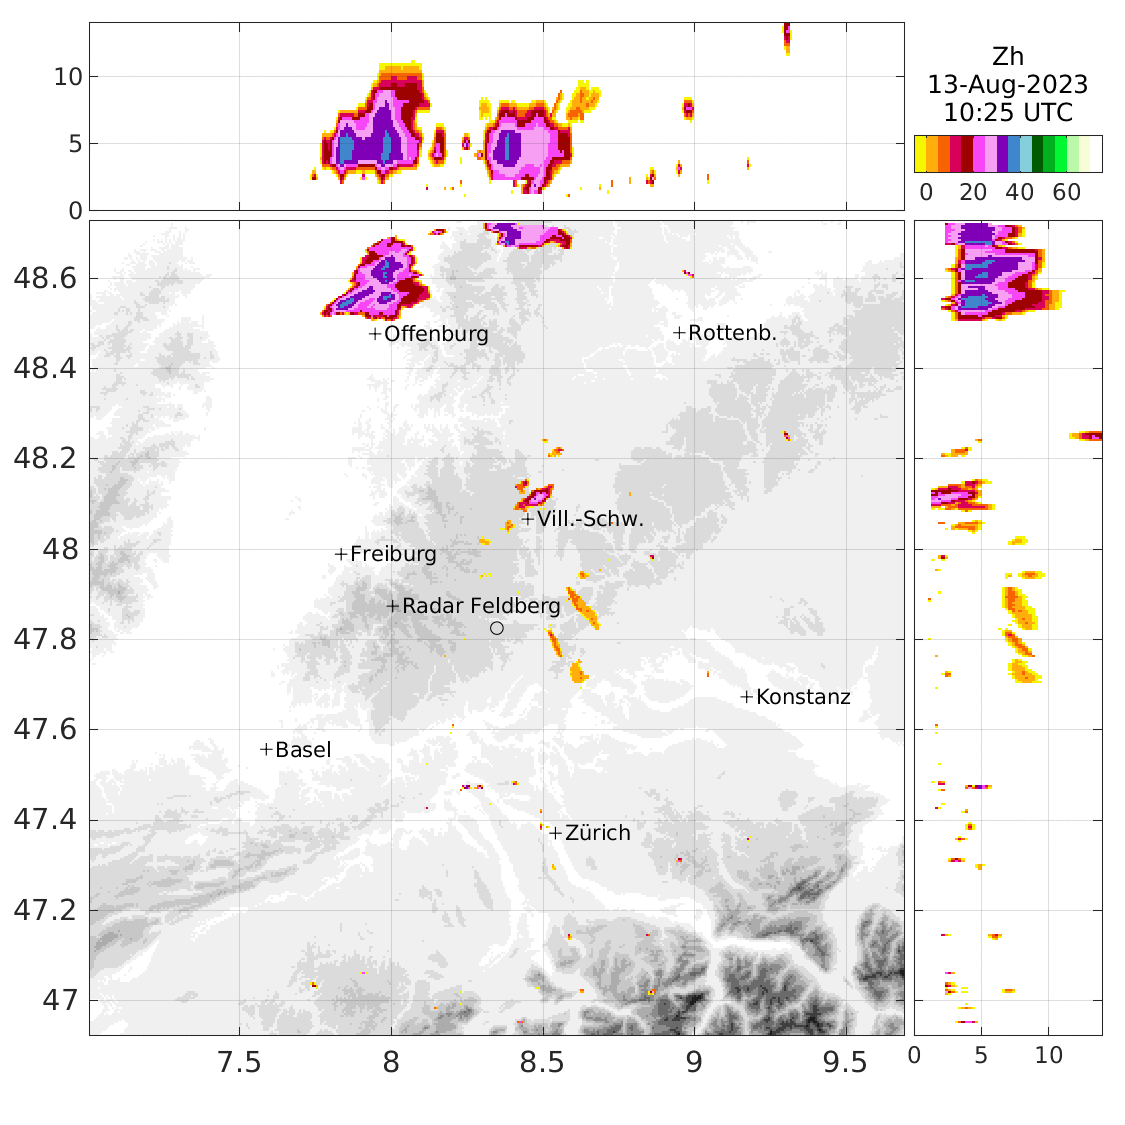 Zh
13-Aug-2023
10:25 UTC
0 20 40 60
10
5
0
48.6
48.4
48.2
48
47.8
47.6
47.4
47.2
47
Offenburg
Rottenb.
Vill.-Schw.
Freiburg
Radar Feldberg
Konstanz
Basel
Zürich
7.5 8 8.5 9 9.5
0 5 10